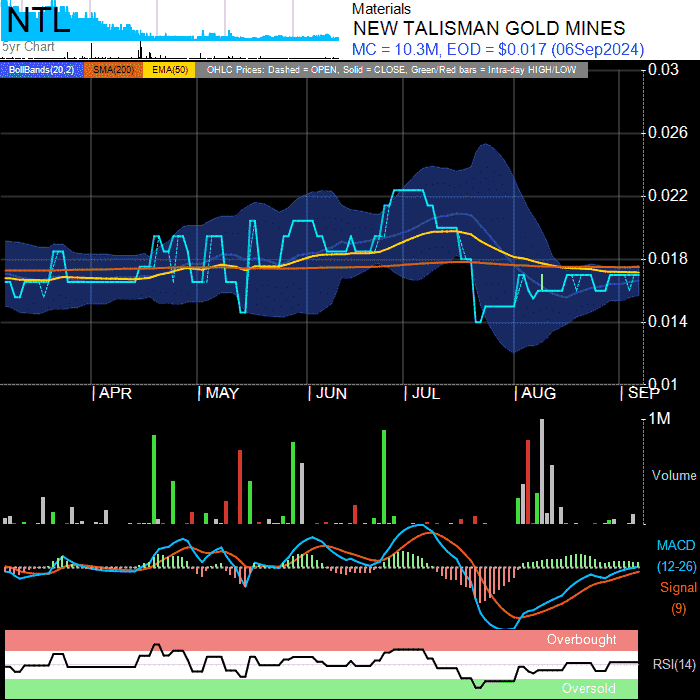 NTL
5yr Chart
Materials
NEW TALISMAN GOLD MINES
MC = 10.3M, EOD = $0.017 (06Sep2024)
BollBands(20,2) SMA(200) EMA(50) OHLC Prices: Dashed = OPEN, Solid = CLOSE, Green/Red bars = Intra-day HIGH/LOW
0.03
0.026
0.022
0.018
0.014
0.01
APR MAY JUN JUL AUG SEP
1M
Volume
MACD
(12-26)
Signal
(9)
Overbought
RSI(14)
Oversold